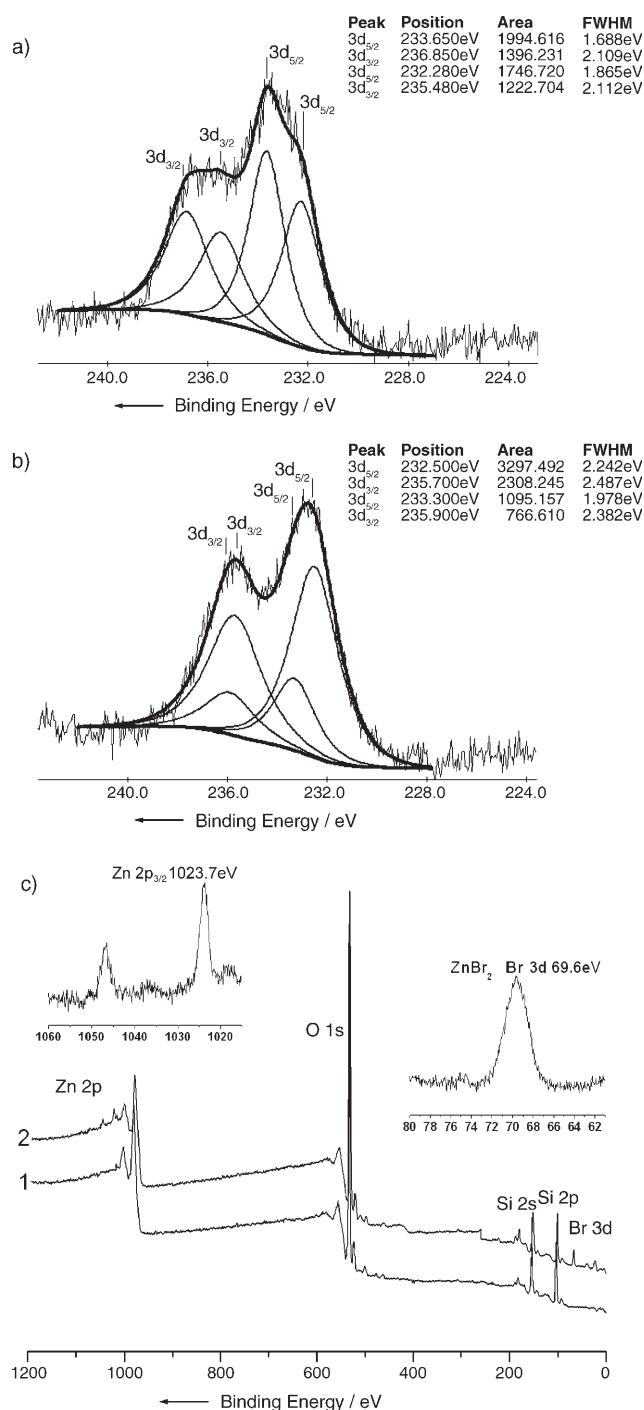 a)
Peak Position Area FWHM
3d5/2 233.650eV 1994.616 1.688eV
3d3/2 236.850eV 1396.231 2.109eV
3d5/2 232.280eV 1746.720 1.865eV
3d3/2 235.480eV 1222.704 2.112eV
3d5/2
3d5/2
3d3/2
3d3/2
240.0 236.0 232.0 228.0 224.0
Binding Energy / eV
b)
Peak Position Area FWHM
3d5/2 232.500eV 3297.492 2.242eV
3d3/2 235.700eV 2308.245 2.487eV
3d5/2 233.300eV 1095.157 1.978eV
3d3/2 235.900eV 766.610 2.382eV
3d5/2
3d5/2
3d3/2 3d3/2
240.0 236.0 232.0 228.0 224.0
Binding Energy / eV
c)
Zn 2p3/2 1023.7eV
1060 1050 1040 1030 1020
ZnBr2 Br 3d 69.6eV
80 78 76 74 72 70 68 66 64 62
O 1s
Zn 2p
2
1
Si 2s Si 2p
Br 3d
1200 1000 800 600 400 200 0
Binding Energy / eV